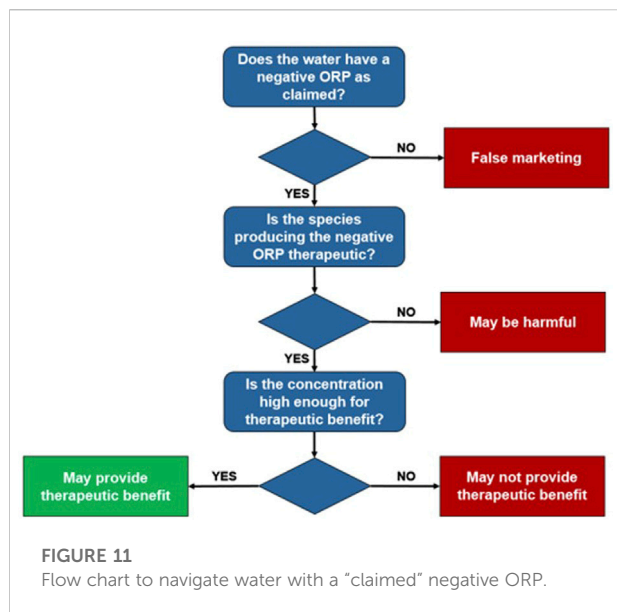 Does the water have a
negative ORP as
claimed?
NO
False marketing
YES
Is the species
producing the negative
ORP therapeutic?
NO
May be harmful
YES
Is the concentration
high enough for
therapeutic benefit?
May provide
therapeutic benefit
YES
NO
May not provide
therapeutic benefit
FIGURE 11
Flow chart to navigate water with a “claimed” negative ORP.